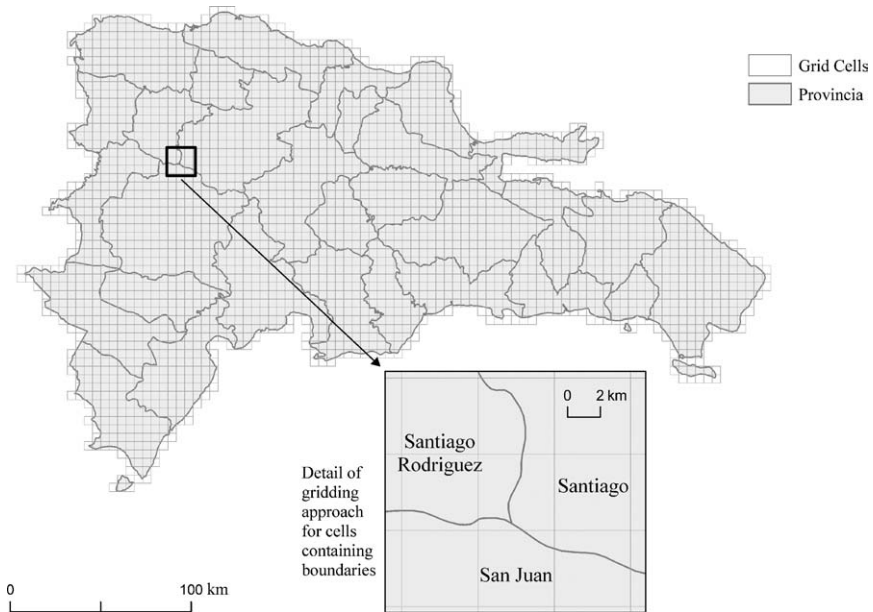 Grid Cells
Provincia
0 2 km
Santiago
Rodriguez
Santiago
San Juan
Detail of
gridding
approach
for cells
containing
boundaries
0 100 km